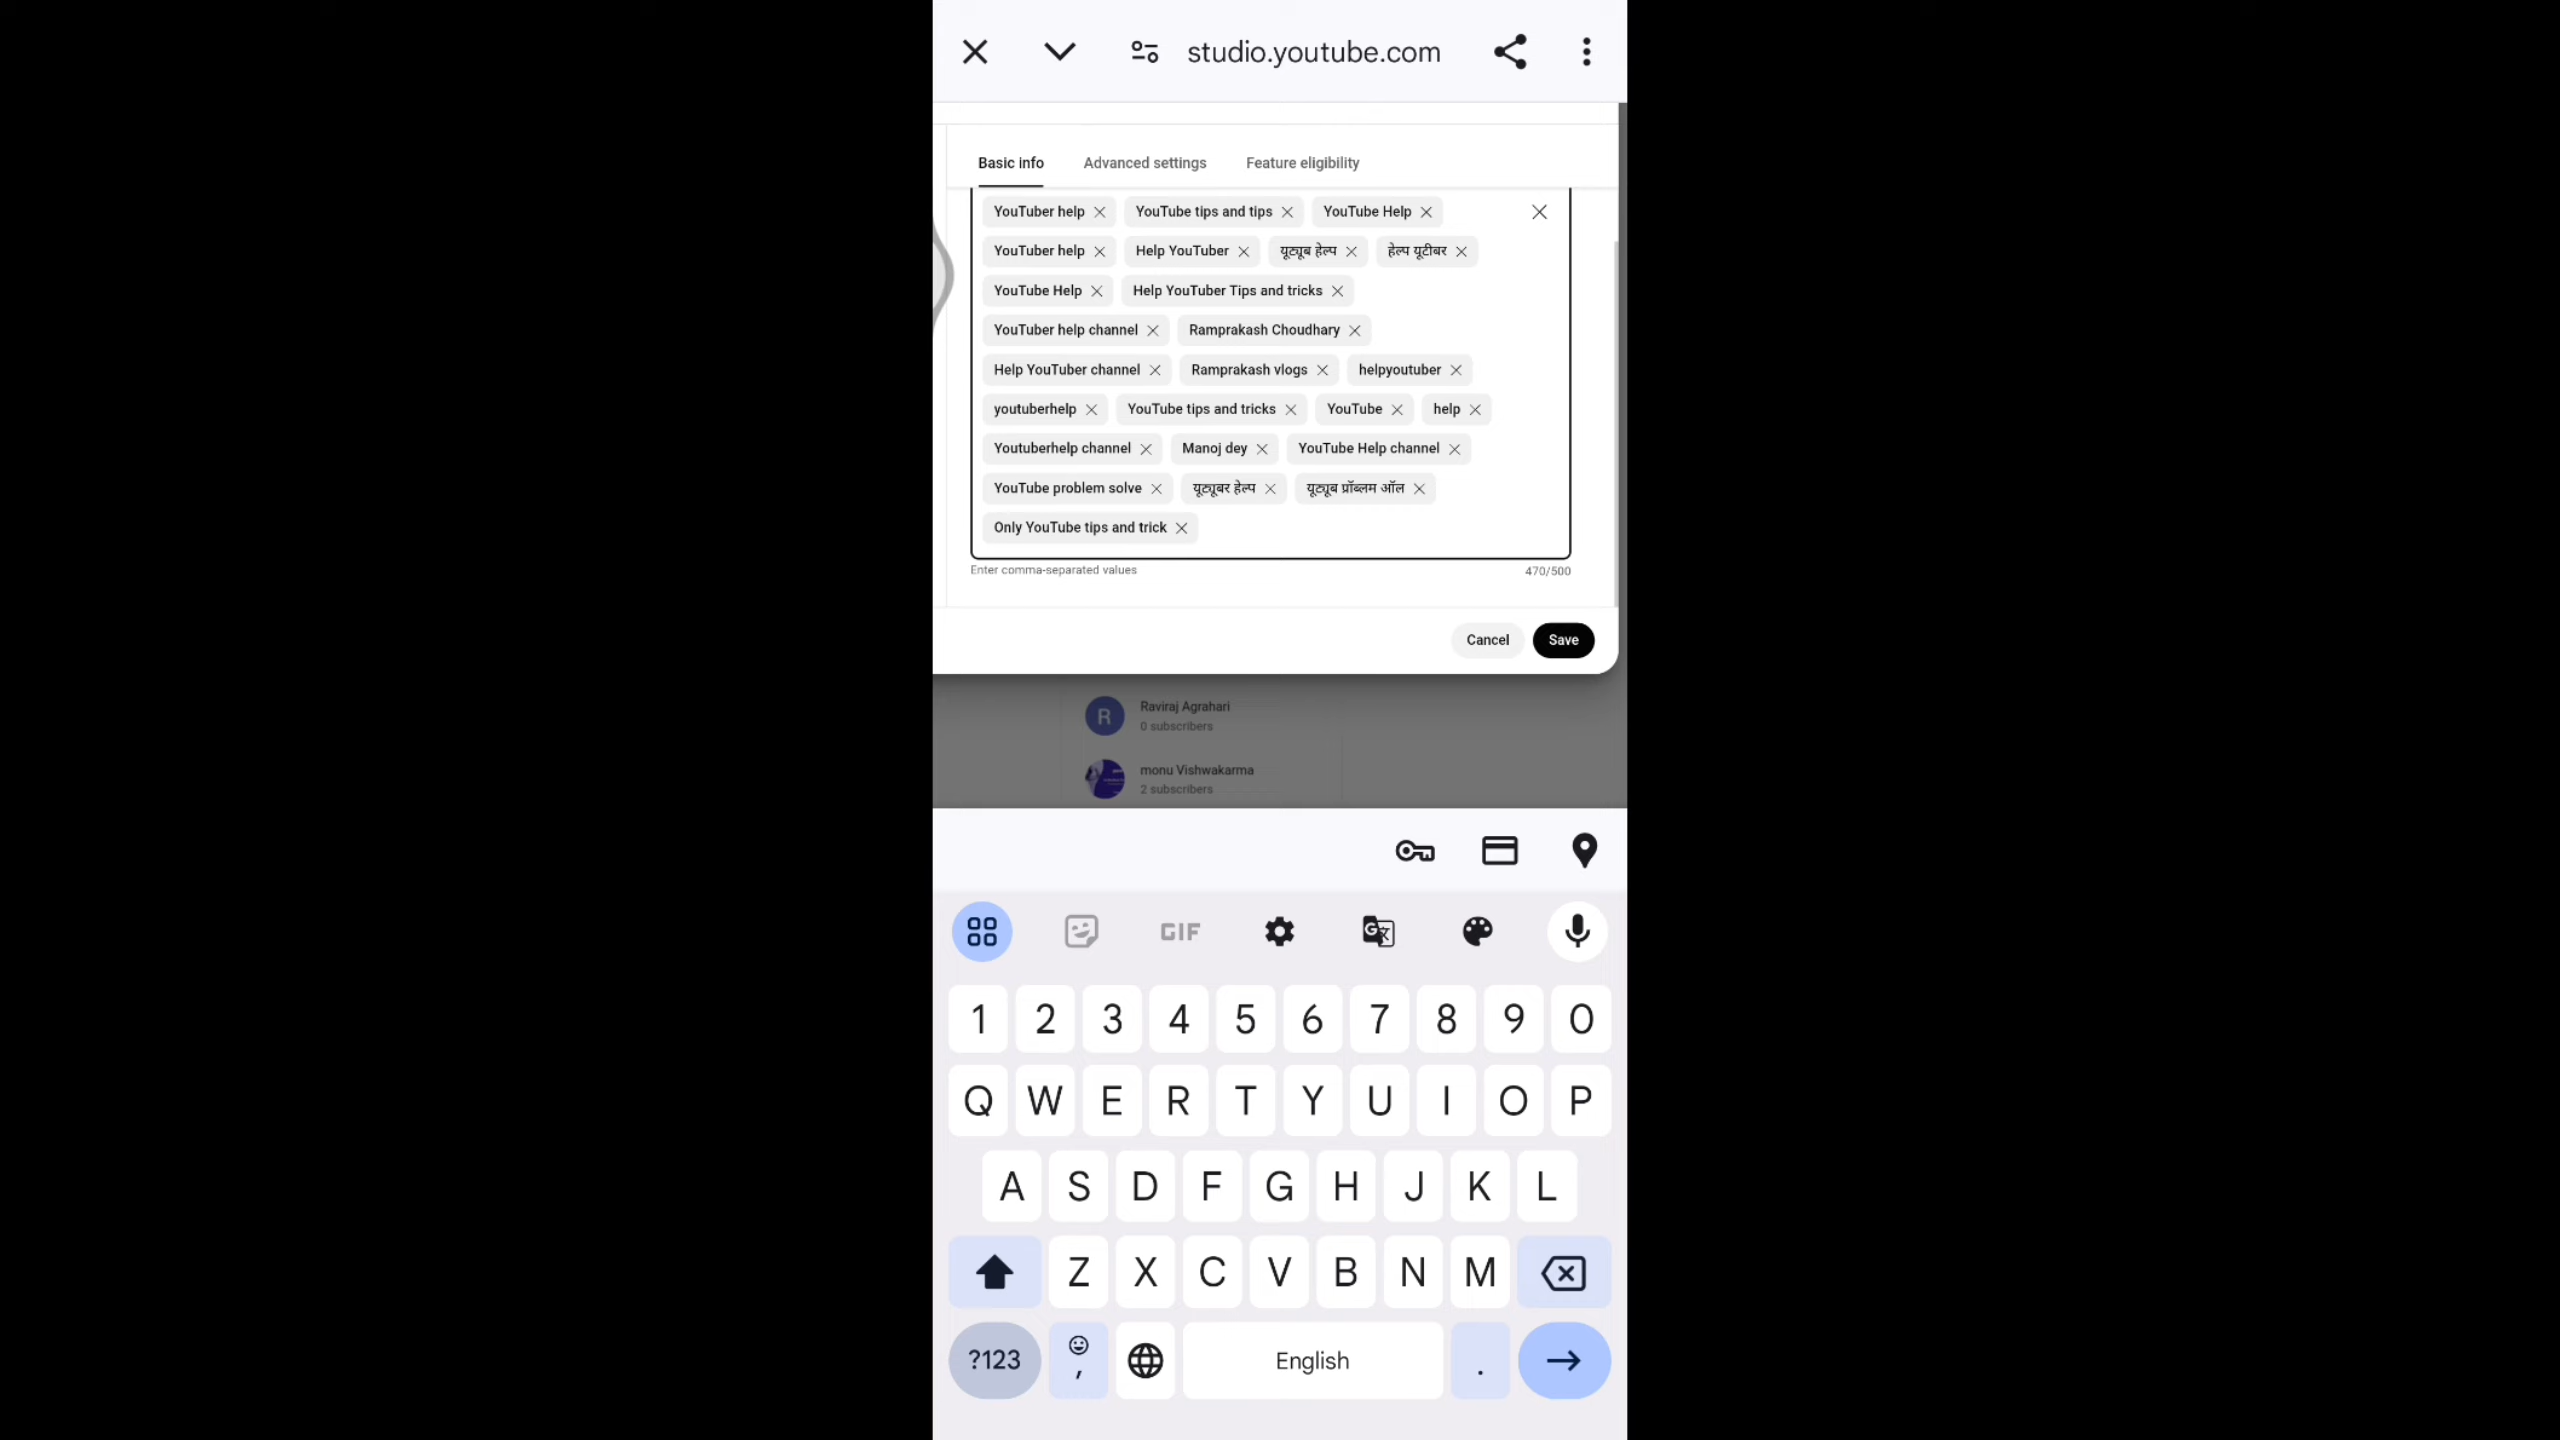 studio.youtube.com
Basic info Advanced settings Feature eligibility
YouTuber help YouTube tips and tips YouTube Help
YouTuber help Help YouTuber यूट्यूब हेल्प हेल्प यूटीबर
YouTube Help Help YouTuber Tips and tricks
YouTuber help channel Ramprakash Choudhary
Help YouTuber channel Ramprakash vlogs helpyoutuber
youtuberhelp YouTube tips and tricks YouTube help
Youtuberhelp channel Manoj dey YouTube Help channel
YouTube problem solve यूट्यूबर हेल्प यूट्यूब प्रॉब्लम ऑल
Only YouTube tips and trick
Enter comma-separated values 470/500
Cancel Save
R Raviraj Agrahari
0 subscribers
monu Vishwakarma
2 subscribers
GIF
1 2 3 4 5 6 7 8 9 0
Q W E R T Y U I O P
A S D F G H J K L
Z X C V B N M
?123 , English .